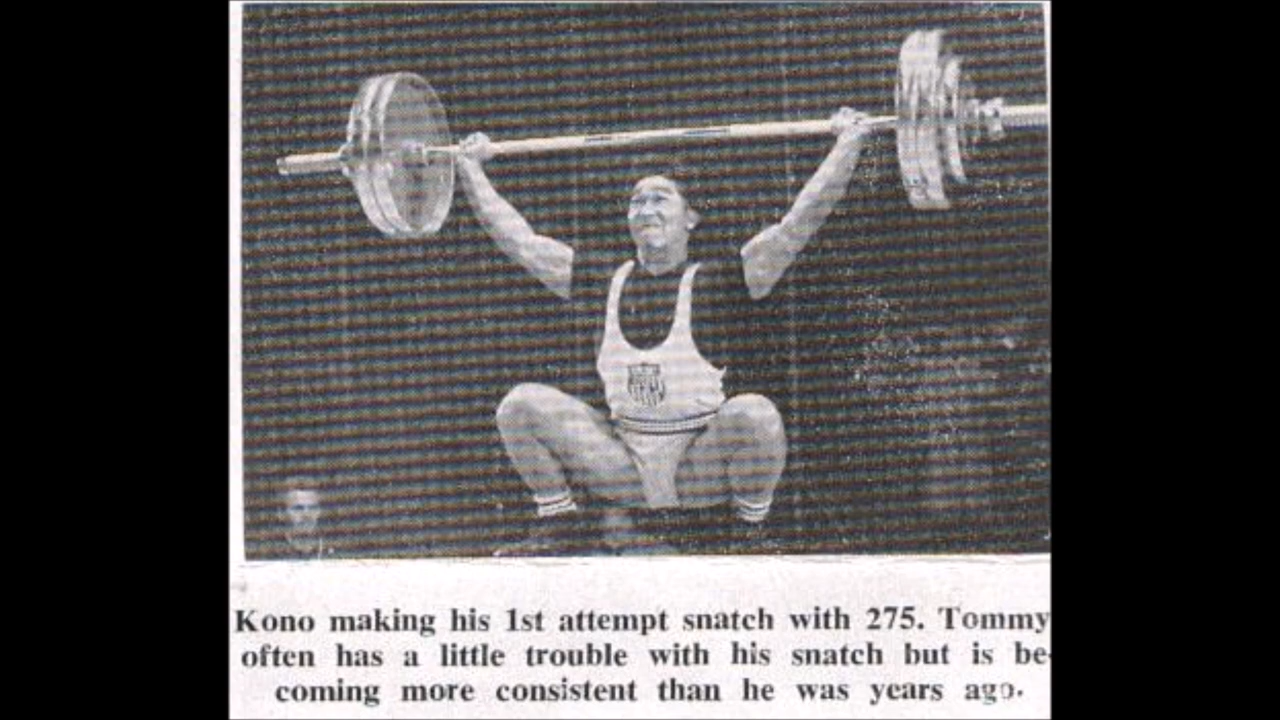 Kono making his 1st attempt snatch with 275. Tommy
often has a little trouble with his snatch but is be-
coming more consistent than he was years ago.